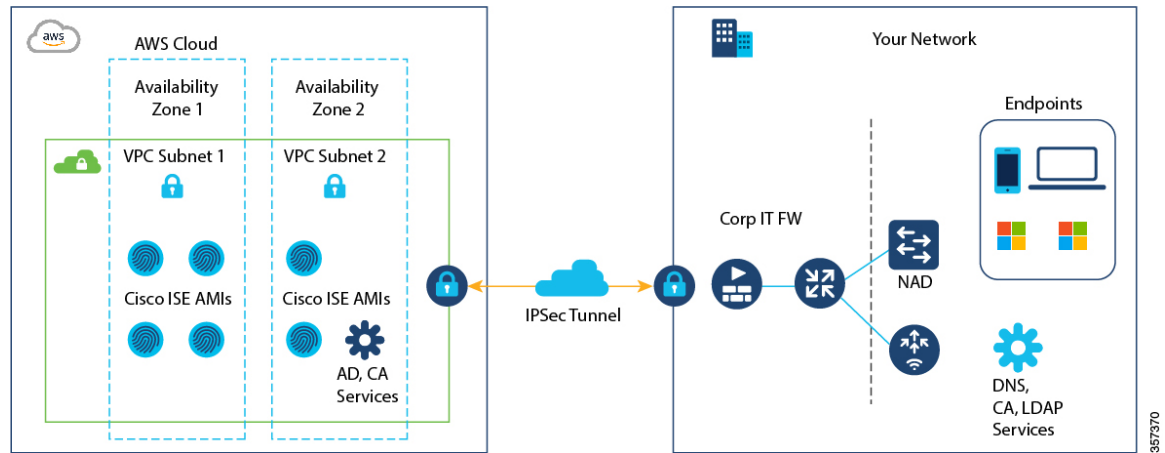 aws
AWS Cloud
Availability
Zone 1
Availability
Zone 2
VPC Subnet 1
VPC Subnet 2
Cisco ISE AMIs
Cisco ISE AMIs
AD, CA
Services
IPSec Tunnel
Your Network
Endpoints
Corp IT FW
NAD
DNS,
CA, LDAP
Services
357370